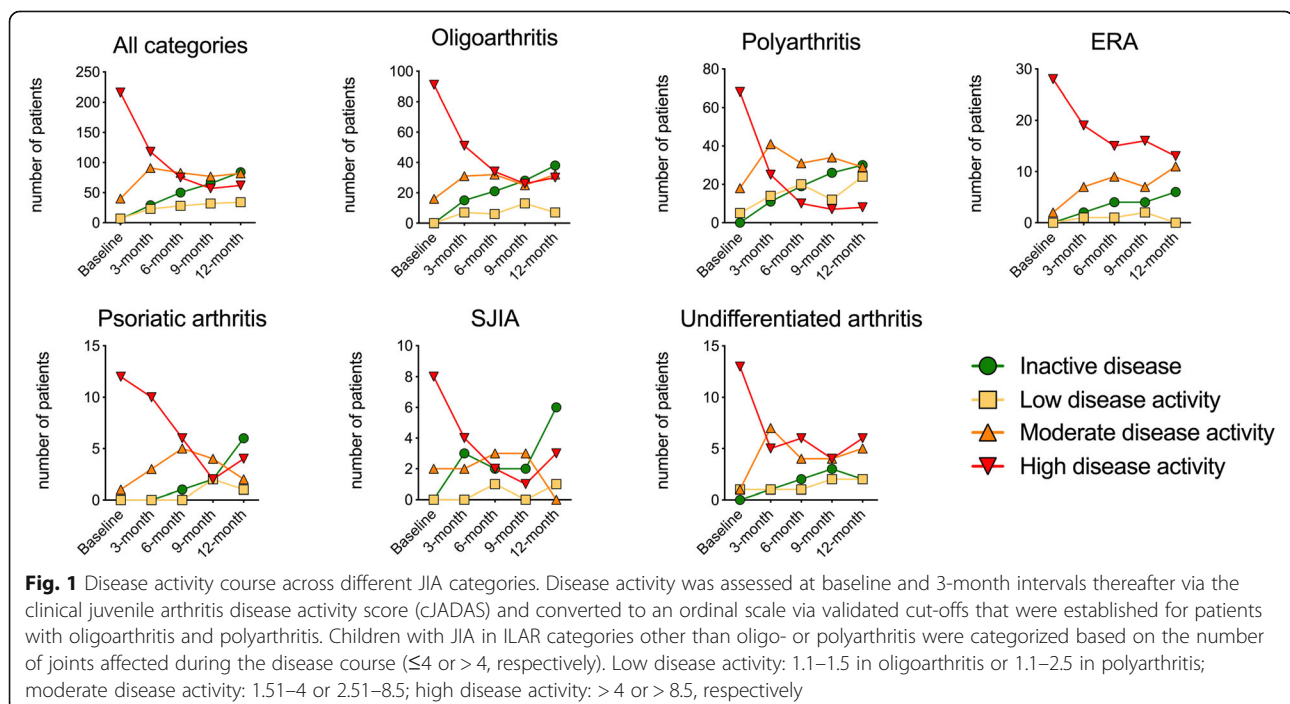 All categories
number of patients
250
200
150
100
50
0
Baseline
3-month
6-month
9-month
12-month
Oligoarthritis
number of patients
100
80
60
40
20
0
Baseline
3-month
6-month
9-month
12-month
Polyarthritis
number of patients
80
60
40
20
0
Baseline
3-month
6-month
9-month
12-month
ERA
number of patients
30
20
10
0
Baseline
3-month
6-month
9-month
12-month
Psoriatic arthritis
number of patients
15
10
5
0
Baseline
3-month
6-month
9-month
12-month
SJIA
number of patients
10
8
6
4
2
0
Baseline
3-month
6-month
9-month
12-month
Undifferentiated arthritis
number of patients
15
10
5
0
Baseline
3-month
6-month
9-month
12-month
Inactive disease
Low disease activity
Moderate disease activity
High disease activity
Fig. 1 Disease activity course across different JIA categories. Disease activity was assessed at baseline and 3-month intervals thereafter via the
clinical juvenile arthritis disease activity score (cJADAS) and converted to an ordinal scale via validated cut-offs that were established for patients
with oligoarthritis and polyarthritis. Children with JIA in ILAR categories other than oligo- or polyarthritis were categorized based on the number
of joints affected during the disease course (≤4 or > 4, respectively). Low disease activity: 1.1–1.5 in oligoarthritis or 1.1–2.5 in polyarthritis;
moderate disease activity: 1.51–4 or 2.51–8.5; high disease activity: > 4 or > 8.5, respectively